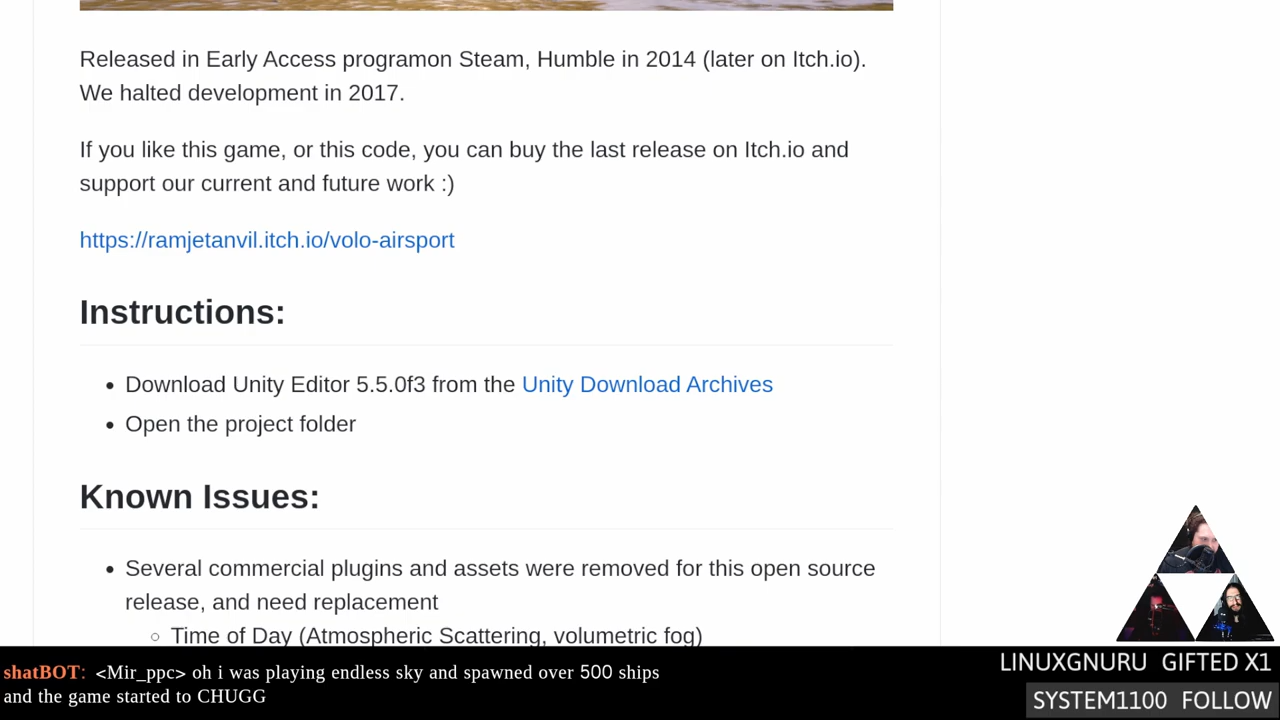 Released in Early Access programon Steam, Humble in 2014 (later on Itch.io).
We halted development in 2017.
If you like this game, or this code, you can buy the last release on Itch.io and
support our current and future work :)
https://ramjetanvil.itch.io/volo-airsport
Instructions:
• Download Unity Editor 5.5.0f3 from the Unity Download Archives
• Open the project folder
Known Issues:
• Several commercial plugins and assets were removed for this open source
release, and need replacement
○ Time of Day (Atmospheric Scattering, volumetric fog)
shatBOT: <Mir_ppc> oh i was playing endless sky and spawned over 500 ships
and the game started to CHUGG
LINUXGNURU GIFTED X1
SYSTEM1100 FOLLOW